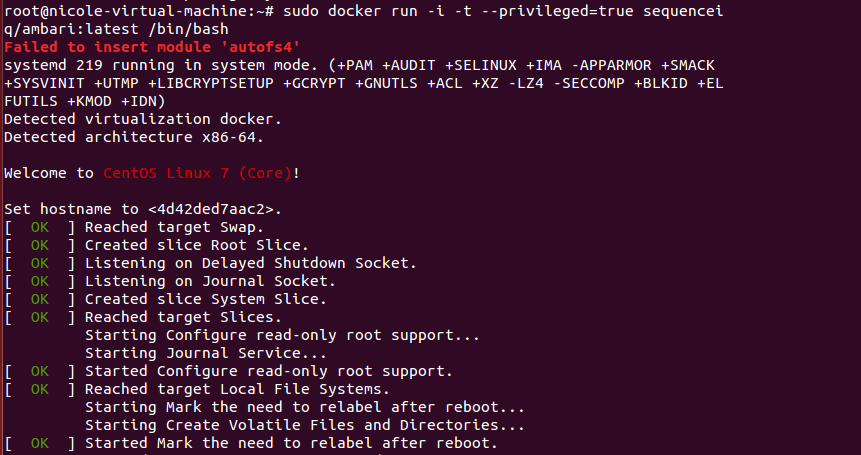 root@nicole-virtual-machine:~# sudo docker run -i -t --privileged=true sequencei
q/ambari:latest /bin/bash
Failed to insert module 'autofs4'
systemd 219 running in system mode. (+PAM +AUDIT +SELINUX +IMA -APPARMOR +SMACK
+SYSVINIT +UTMP +LIBCRYPTSETUP +GCRYPT +GNUTLS +ACL +XZ -LZ4 -SECCOMP +BLKID +EL
FUTILS +KMOD +IDN)
Detected virtualization docker.
Detected architecture x86-64.

Welcome to CentOS Linux 7 (Core)!

Set hostname to <4d42ded7aac2>.
[  OK  ] Reached target Swap.
[  OK  ] Created slice Root Slice.
[  OK  ] Listening on Delayed Shutdown Socket.
[  OK  ] Listening on Journal Socket.
[  OK  ] Created slice System Slice.
[  OK  ] Reached target Slices.
         Starting Configure read-only root support...
         Starting Journal Service...
[  OK  ] Started Configure read-only root support.
[  OK  ] Reached target Local File Systems.
         Starting Mark the need to relabel after reboot...
         Starting Create Volatile Files and Directories...
[  OK  ] Started Mark the need to relabel after reboot.